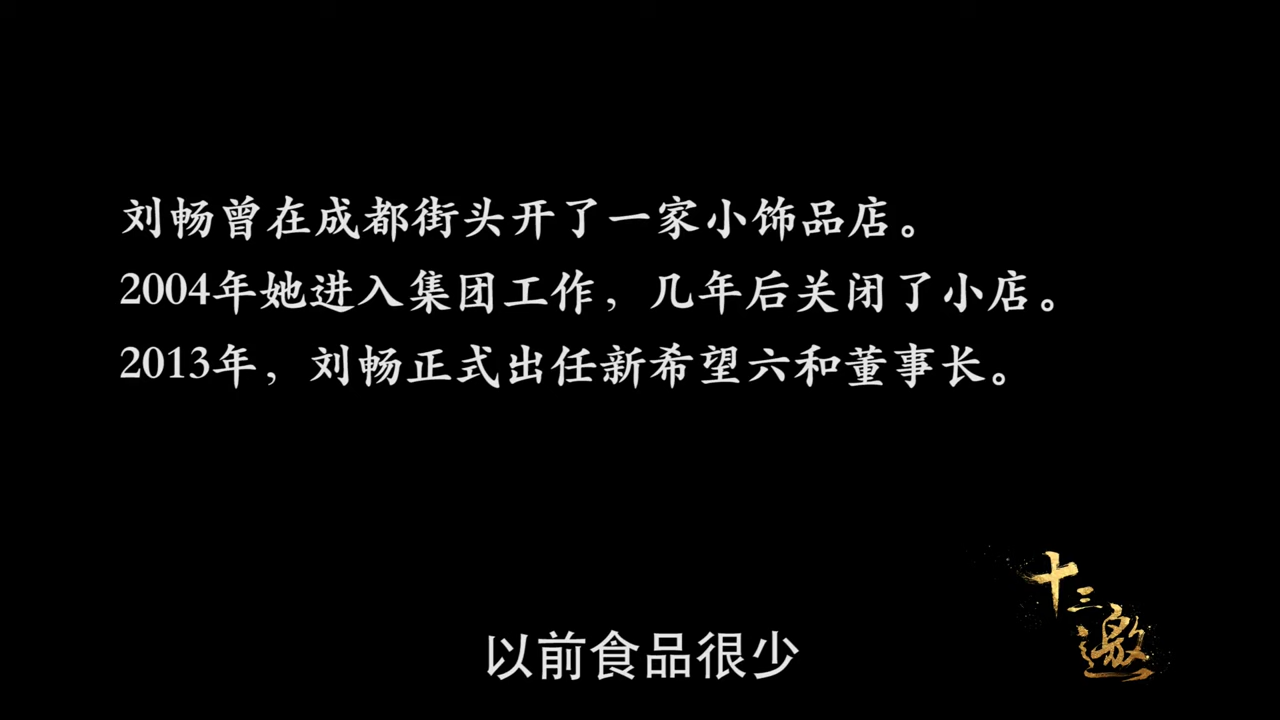 刘畅曾在成都街头开了一家小饰品店。
2004年她进入集团工作，几年后关闭了小店。
2013年，刘畅正式出任新希望六和董事长。
十三邀
以前食品很少